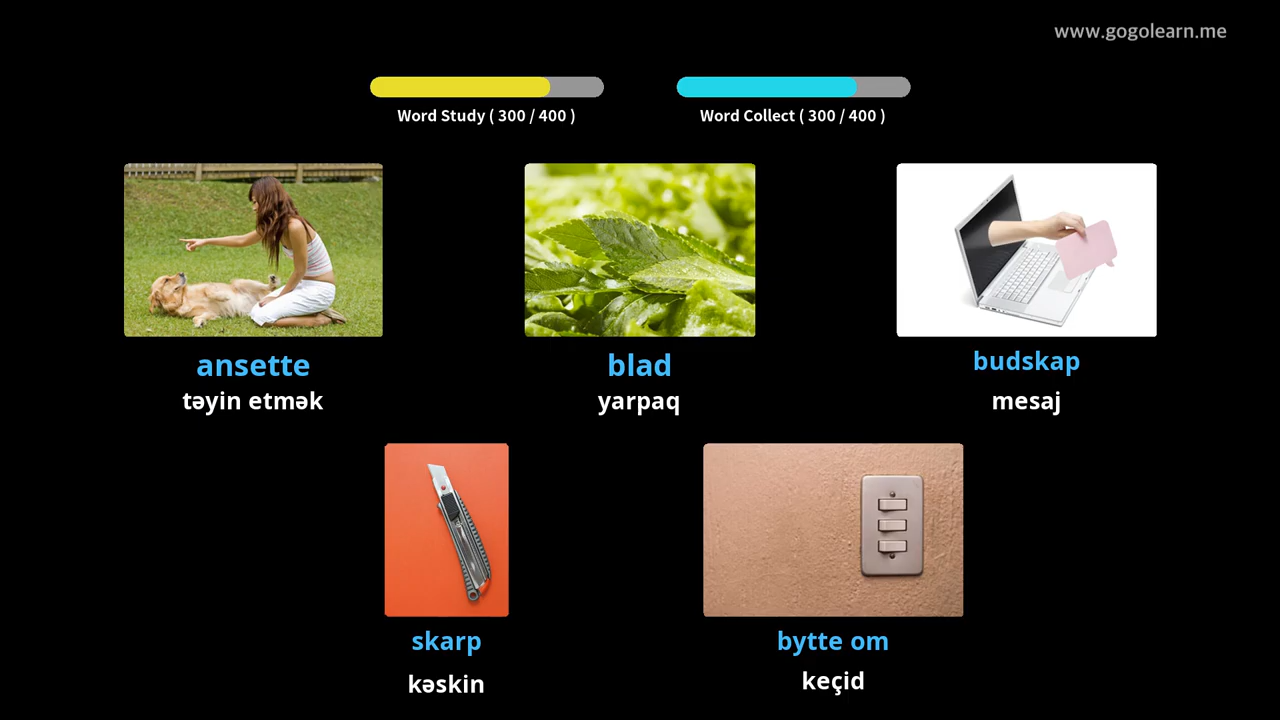 www.gogolearn.me
Word Study ( 300 / 400 )
Word Collect ( 300 / 400 )
ansette
təyin etmək
blad
yarpaq
budskap
mesaj
skarp
kəskin
bytte om
keçid